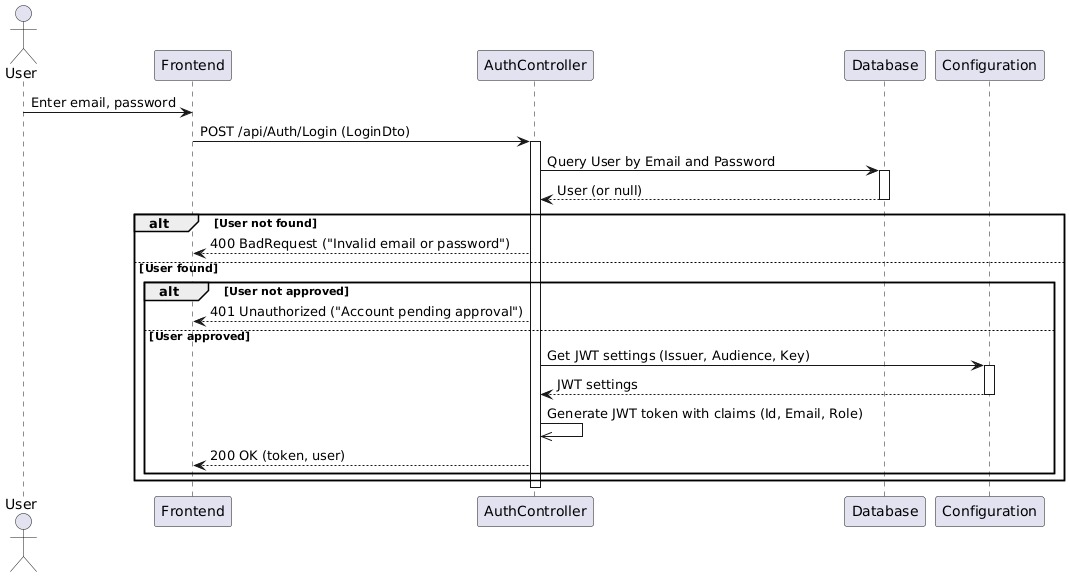 User
Frontend
AuthController
Database
Configuration
Enter email, password
POST /api/Auth/Login (LoginDto)
Query User by Email and Password
User (or null)
alt [User not found]
400 BadRequest ("Invalid email or password")
[User found]
alt [User not approved]
401 Unauthorized ("Account pending approval")
[User approved]
Get JWT settings (Issuer, Audience, Key)
JWT settings
Generate JWT token with claims (Id, Email, Role)
200 OK (token, user)
User
Frontend
AuthController
Database
Configuration